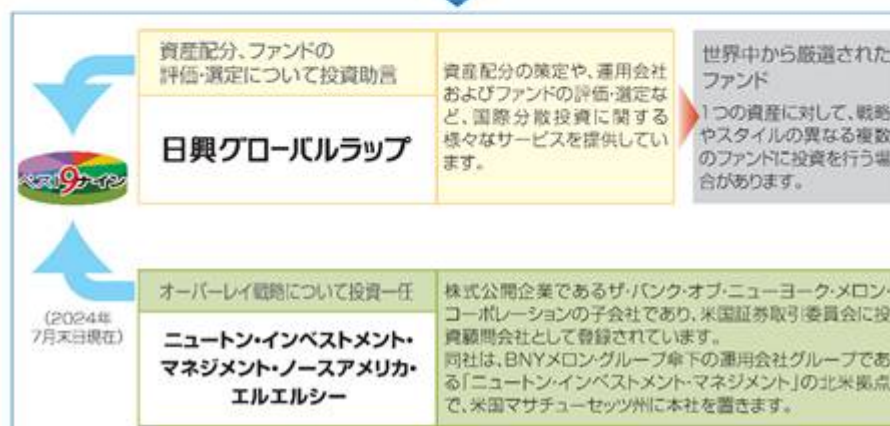 資産配分、ファンドの
評価・選定について投資助言
日興グローバルラップ
資産配分の策定や、運用会社
およびファンドの評価・選定な
ど、国際分散投資に関する
様々なサービスを提供してい
ます。
世界中から厳選された
ファンド
1つの資産に対して、戦略
やスタイルの異なる複数
のファンドに投資を行う場
合があります。
ベスト9ナイン
(2024年
7月末日現在)
オーバーレイ戦略について投資一任
ニュートン・インベストメント・
マネジメント・ノースアメリカ・
エルエルシー
株式公開企業であるザ・バンク・オブ・ニューヨーク・メロン・
コーポレーションの子会社であり、米国証券取引委員会に投
資顧問会社として登録されています。
同社は、BNYメロン・グループ傘下の運用会社グループであ
る「ニュートン・インベストメント・マネジメント」の北米拠点
で、米国マサチューセッツ州に本社を置きます。